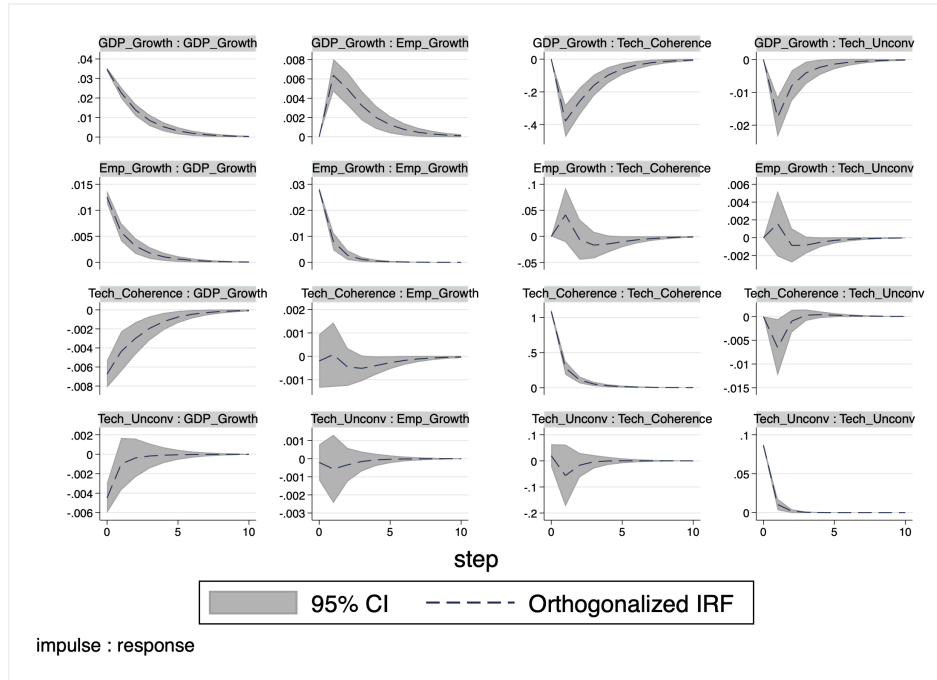 GDP_Growth : GDP_Growth GDP_Growth : Emp_Growth GDP_Growth : Tech_Coherence GDP_Growth : Tech_Unconv
.04 .03 .02 .01 0
.008 .006 .004 .002 0
0 -.2 -.4
0 -.01 -.02
Emp_Growth : GDP_Growth Emp_Growth : Emp_Growth Emp_Growth : Tech_Coherence Emp_Growth : Tech_Unconv
.015 .01 .005 0
.03 .02 .01 0
.1 .05 0 -.05
.006 .004 .002 0 -.002
Tech_Coherence : GDP_Growth Tech_Coherence : Emp_Growth Tech_Coherence : Tech_Coherence Tech_Coherence : Tech_Unconv
0 -.002 -.004 -.006 -.008
.002 .001 0 -.001
1 .5 0
.005 0 -.005 -.01 -.015
Tech_Unconv : GDP_Growth Tech_Unconv : Emp_Growth Tech_Unconv : Tech_Coherence Tech_Unconv : Tech_Unconv
.002 0 -.002 -.004 -.006
.001 0 -.001 -.002 -.003
.1 0 -.1 -.2
.1 .05 0
0 5 10 0 5 10 0 5 10 0 5 10
step
95% CI Orthogonalized IRF
impulse : response